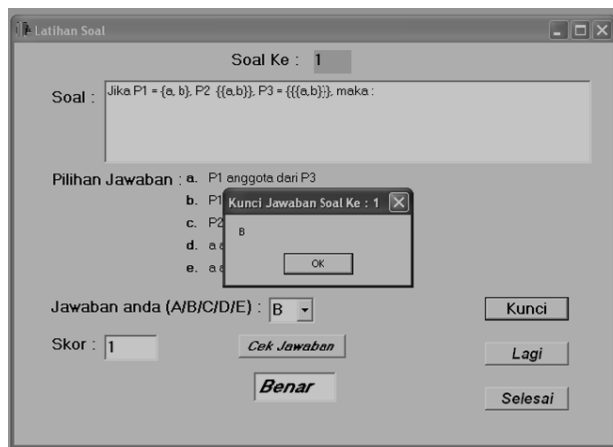 Latihan Soal
Soal Ke : 1
Soal : Jika P1 = {a, b}, P2 {{a,b}}, P3 = {{{a,b}}}, maka :
Pilihan Jawaban : a. P1 anggota dari P3
b. P1
Kunci Jawaban Soal Ke : 1
c. P2
B
d. a
e. a
OK
Jawaban anda (A/B/C/D/E) : B
Kunci
Skor : 1
Cek Jawaban
Lagi
Benar
Selesai